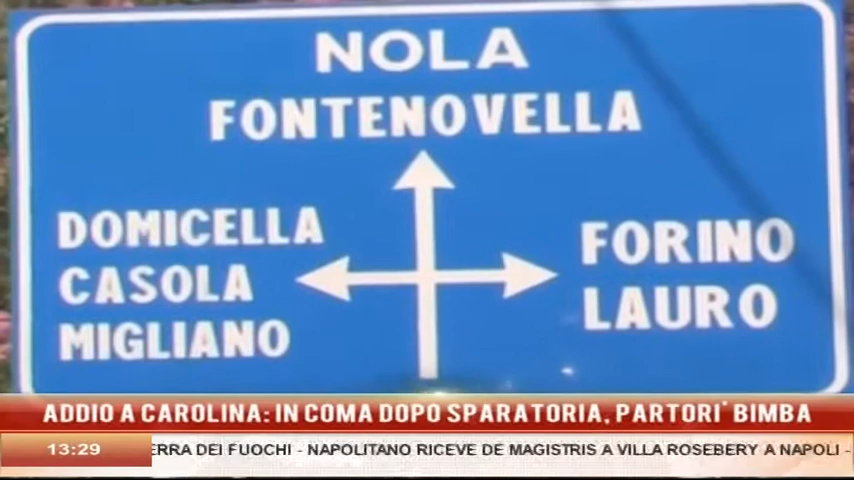 NOLA
FONTENOVELLA
DOMICELLA
CASOLA
MIGLIANO
FORINO
LAURO
ADDIO A CAROLINA: IN COMA DOPO SPARATORIA, PARTORI' BIMBA
13:29 ERRA DEI FUOCHI - NAPOLITANO RICEVE DE MAGISTRIS A VILLA ROSEBERY A NAPOLI -